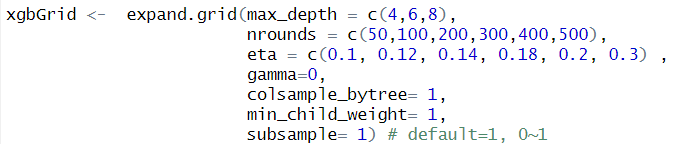 xgbGrid <-  expand.grid(max_depth = c(4,6,8),
                        nrounds = c(50,100,200,300,400,500),
                        eta = c(0.1, 0.12, 0.14, 0.18, 0.2, 0.3) ,
                        gamma=0,
                        colsample_bytree= 1,
                        min_child_weight= 1,
                        subsample= 1) # default=1, 0~1